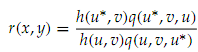 r(x, y) = h(u*, v)q(u*, v, u) / h(u, v)q(u, v, u*)